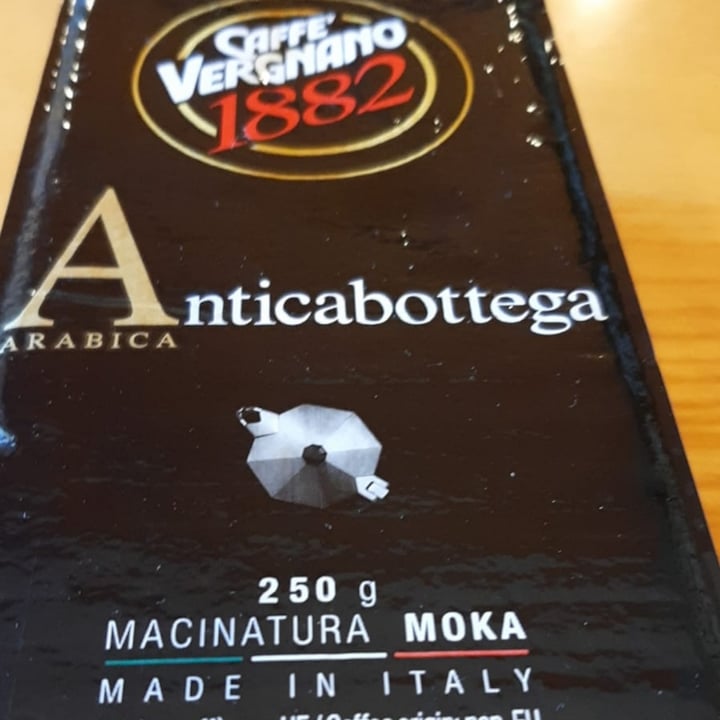 CAFFE'
VERGNANO
1882
Anticabottega
ARABICA
250 g
MACINATURA MOKA
MADE IN ITALY